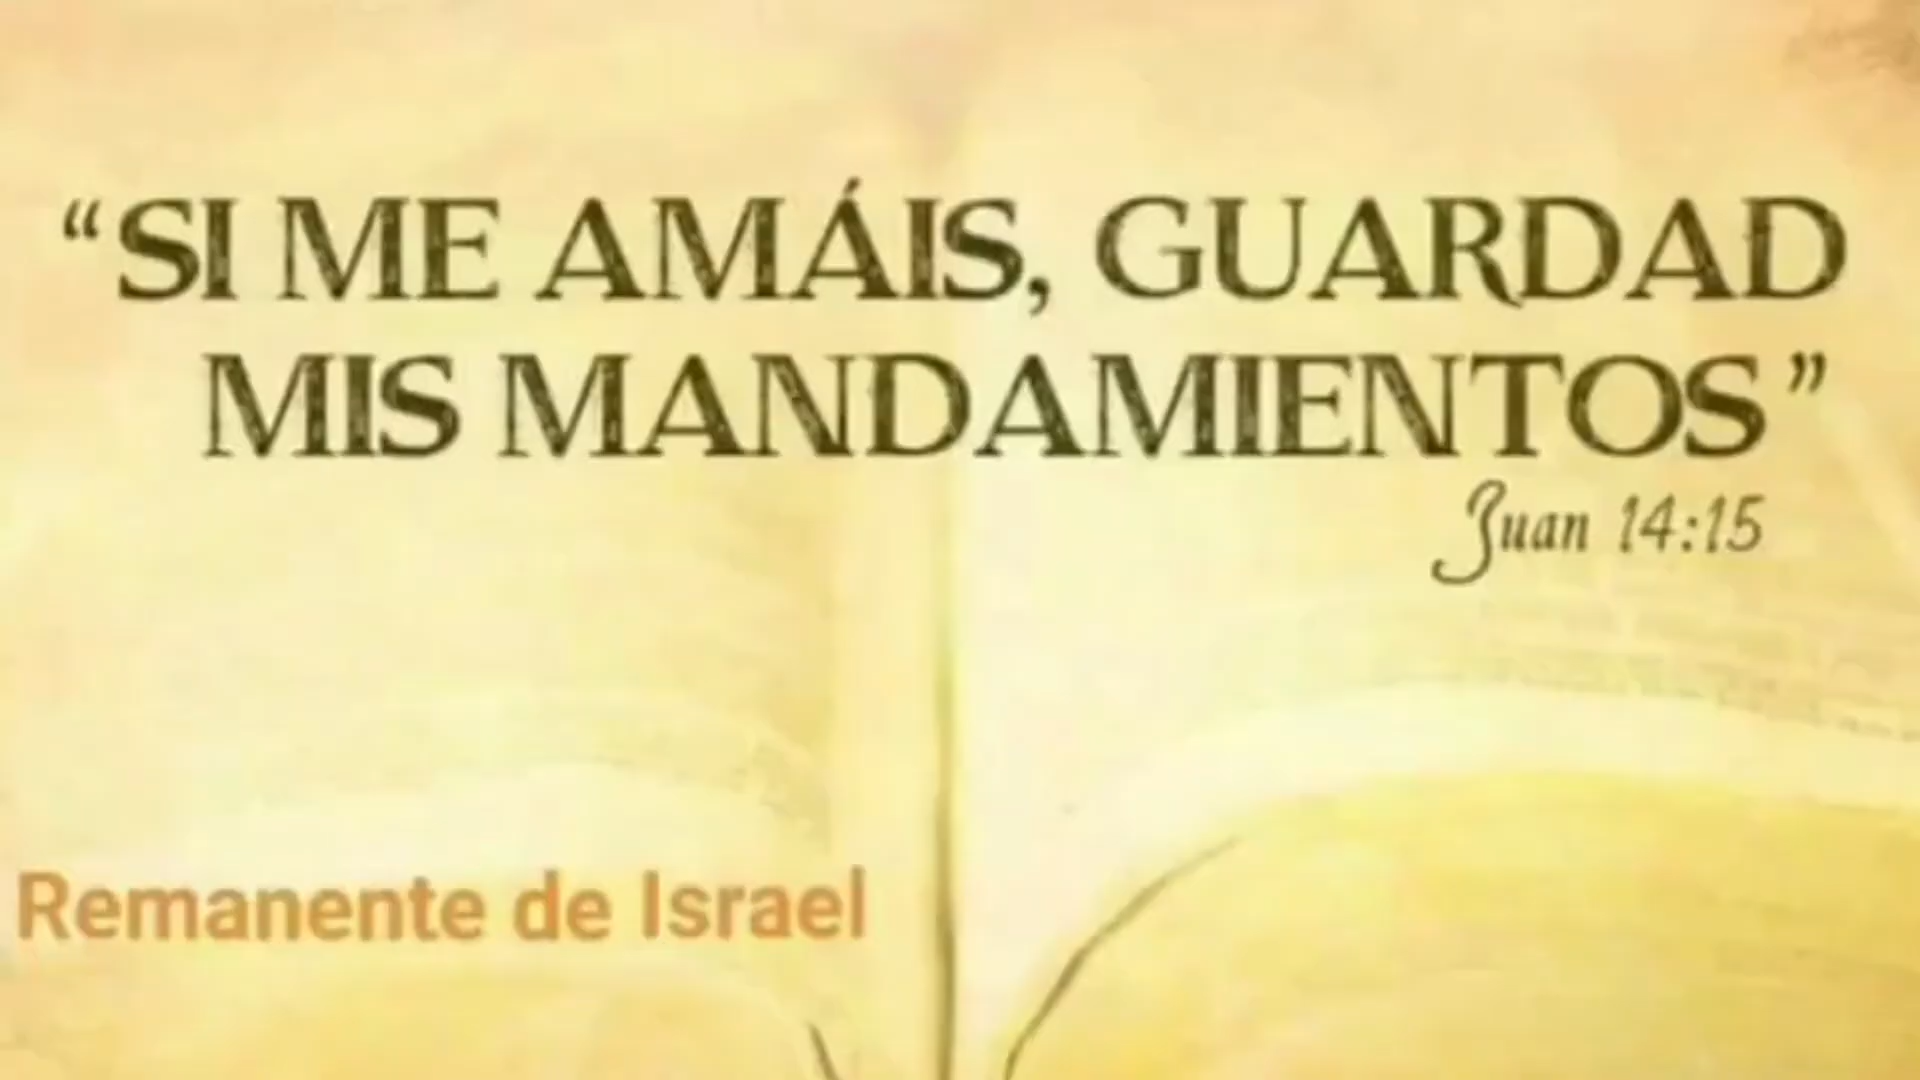 “SI ME AMÁIS, GUARDAD
MIS MANDAMIENTOS”
Juan 14:15
Remanente de Israel